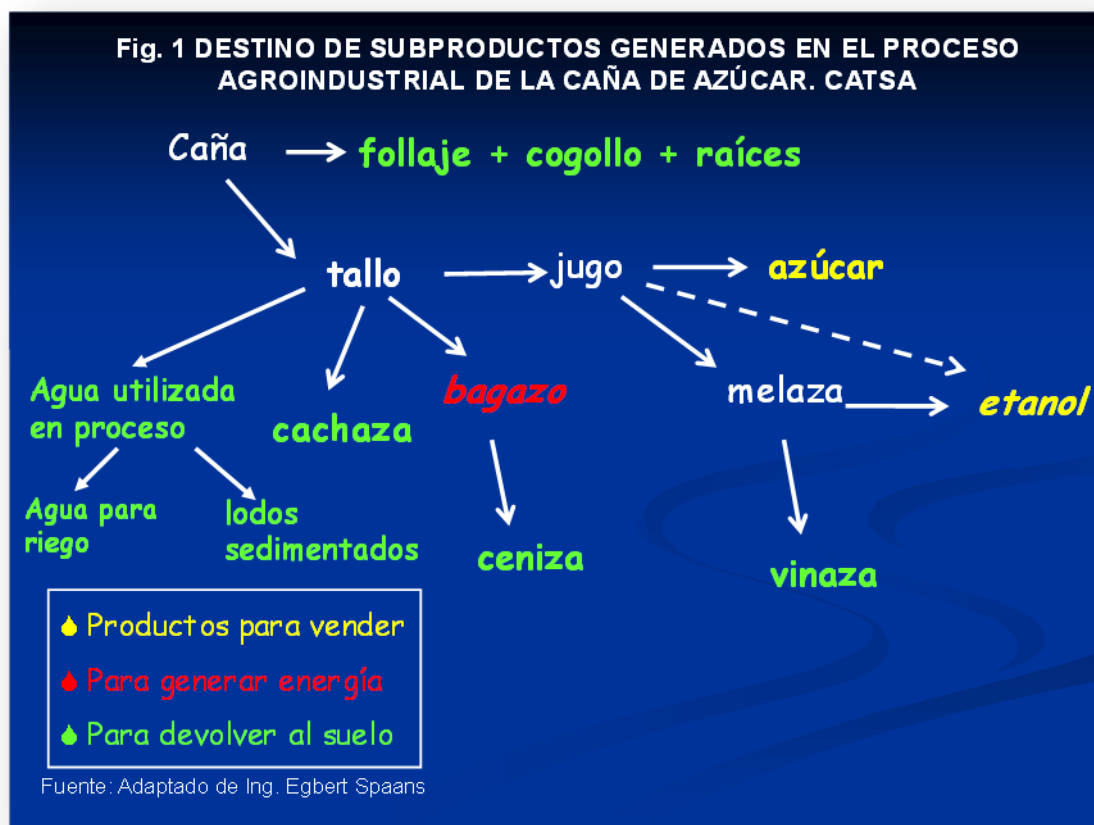 Fig. 1 DESTINO DE SUBPRODUCTOS GENERADOS EN EL PROCESO
AGROINDUSTRIAL DE LA CAÑA DE AZÚCAR. CATSA
Caña
follaje + cogollo + raíces
tallo
jugo
azúcar
Agua utilizada
en proceso
cachaza
bagazo
melaza
etanol
Agua para
riego
lodos
sedimentados
ceniza
vinaza
Productos para vender
Para generar energía
Para devolver al suelo
Fuente: Adaptado de Ing. Egbert Spaans